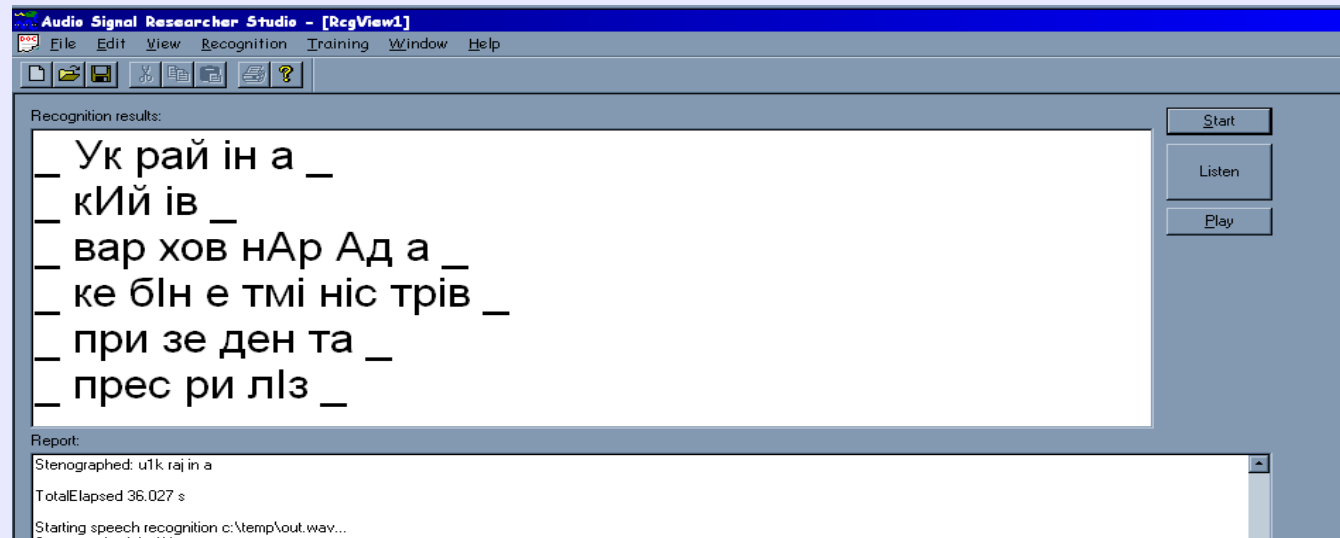 Audio Signal Researcher Studio - [RcgView1]
File Edit View Recognition Training Window Help
Recognition results:
Start
_ Ук рай ін а _
Listen
_ кИй ів _
Play
_ вар хов нАр Ад а _
_ ке бІн е тмі ніс трів _
_ при зе ден та _
_ прес ри лІз _
Report:
Stenographed: u1k raj in a
TotalElapsed 36.027 s
Starting speech recognition c:\temp\out.wav...